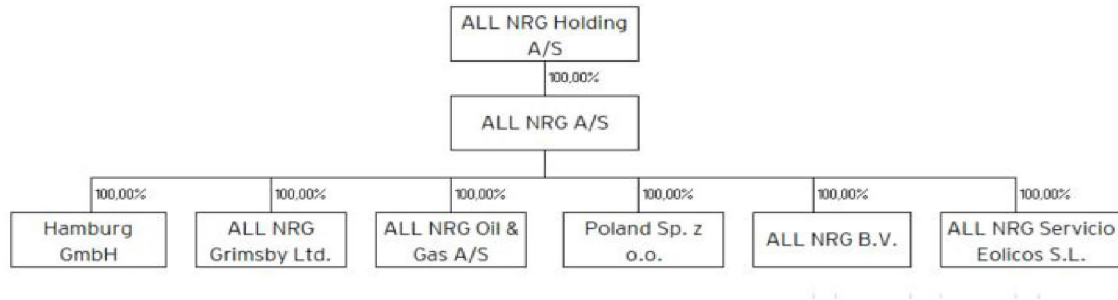 ALL NRG Holding
A/S
100,00%
ALL NRG A/S
100,00%
100,00%
100,00%
100,00%
100,00%
100,00%
Hamburg
GmbH
ALL NRG
Grimsby Ltd.
ALL NRG Oil &
Gas A/S
Poland Sp. z
o.o.
ALL NRG B.V.
ALL NRG Servicio
Eolicos S.L.